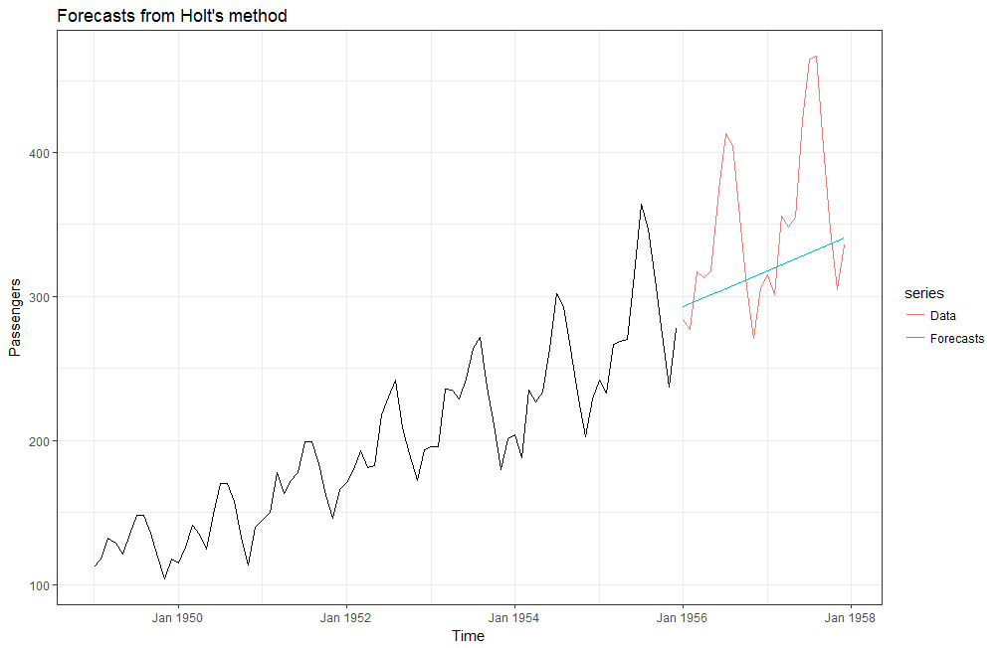 Forecasts from Holt's method
400
300
200
100
Passengers
Jan 1950
Jan 1952
Jan 1954
Jan 1956
Jan 1958
Time
series
Data
Forecasts